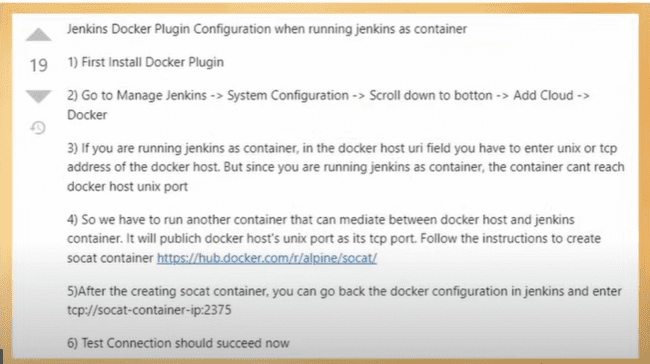 Jenkins Docker Plugin Configuration when running jenkins as container
19
1) First Install Docker Plugin
2) Go to Manage Jenkins -> System Configuration -> Scroll down to botton -> Add Cloud ->
Docker
3) If you are running jenkins as container, in the docker host uri field you have to enter unix or tcp
address of the docker host. But since you are running jenkins as container, the container cant reach
docker host unix port
4) So we have to run another container that can mediate between docker host and jenkins
container. It will publich docker host's unix port as its tcp port. Follow the instructions to create
socat container https://hub.docker.com/r/alpine/socat/
5)After the creating socat container, you can go back the docker configuration in jenkins and enter
tcp://socat-container-ip:2375
6) Test Connection should succeed now